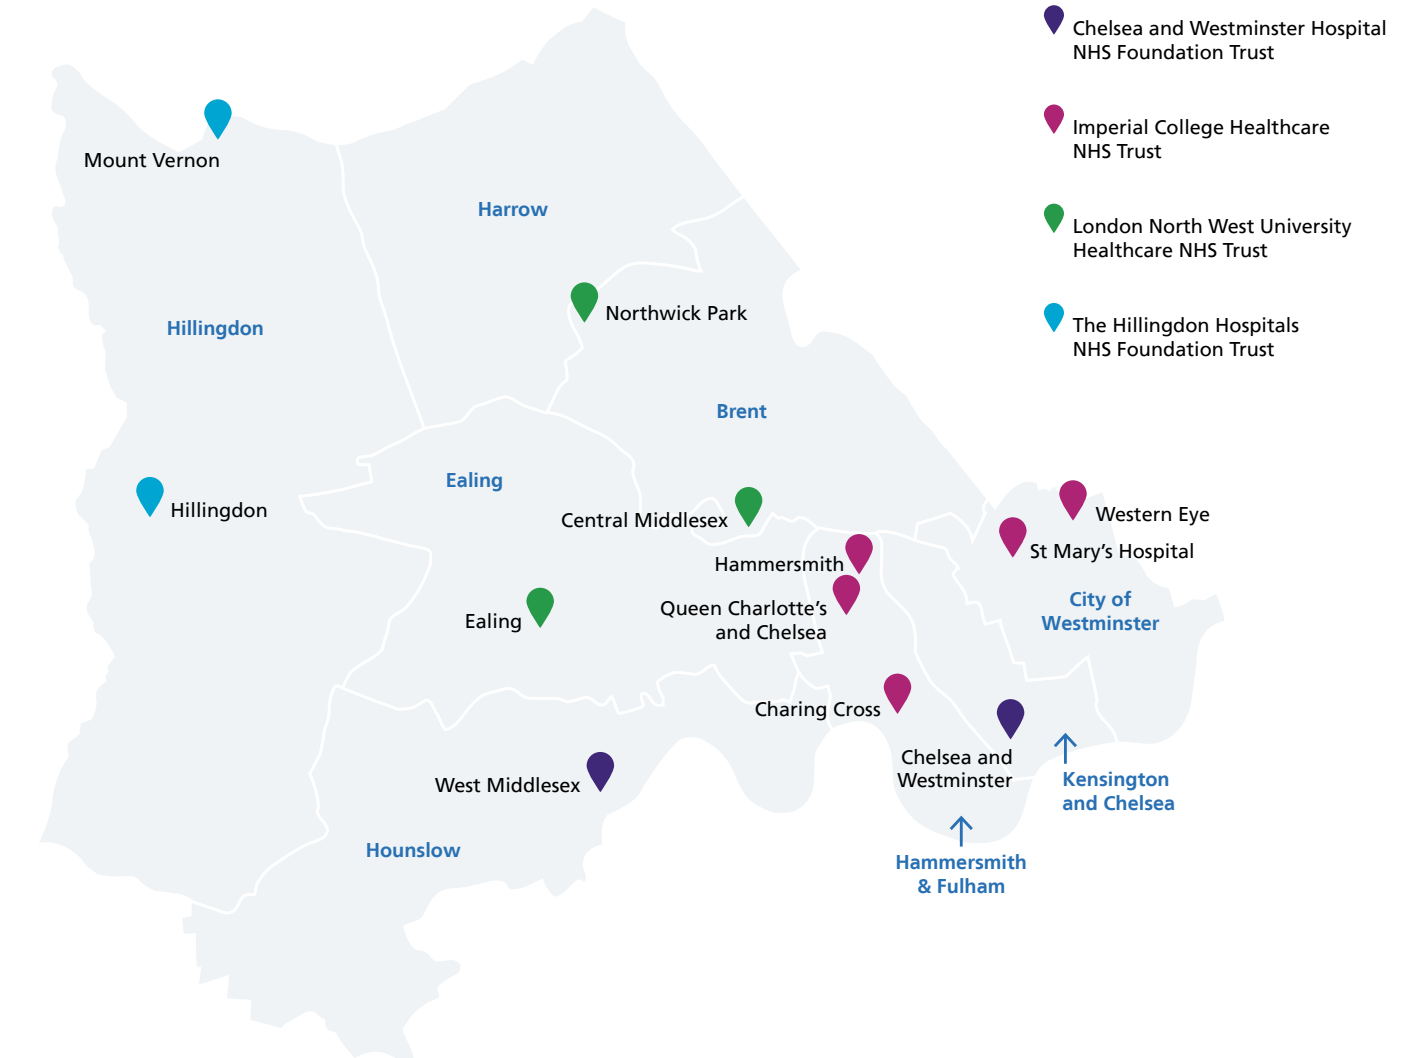 Chelsea and Westminster Hospital
NHS Foundation Trust
Imperial College Healthcare
NHS Trust
London North West University
Healthcare NHS Trust
The Hillingdon Hospitals
NHS Foundation Trust
Mount Vernon
Harrow
Northwick Park
Hillingdon
Brent
Ealing
Hillingdon
Central Middlesex
Western Eye
St Mary’s Hospital
Hammersmith
Queen Charlotte’s
and Chelsea
City of
Westminster
Ealing
Charing Cross
Chelsea and
Westminster
West Middlesex
Kensington
and Chelsea
Hounslow
Hammersmith
& Fulham